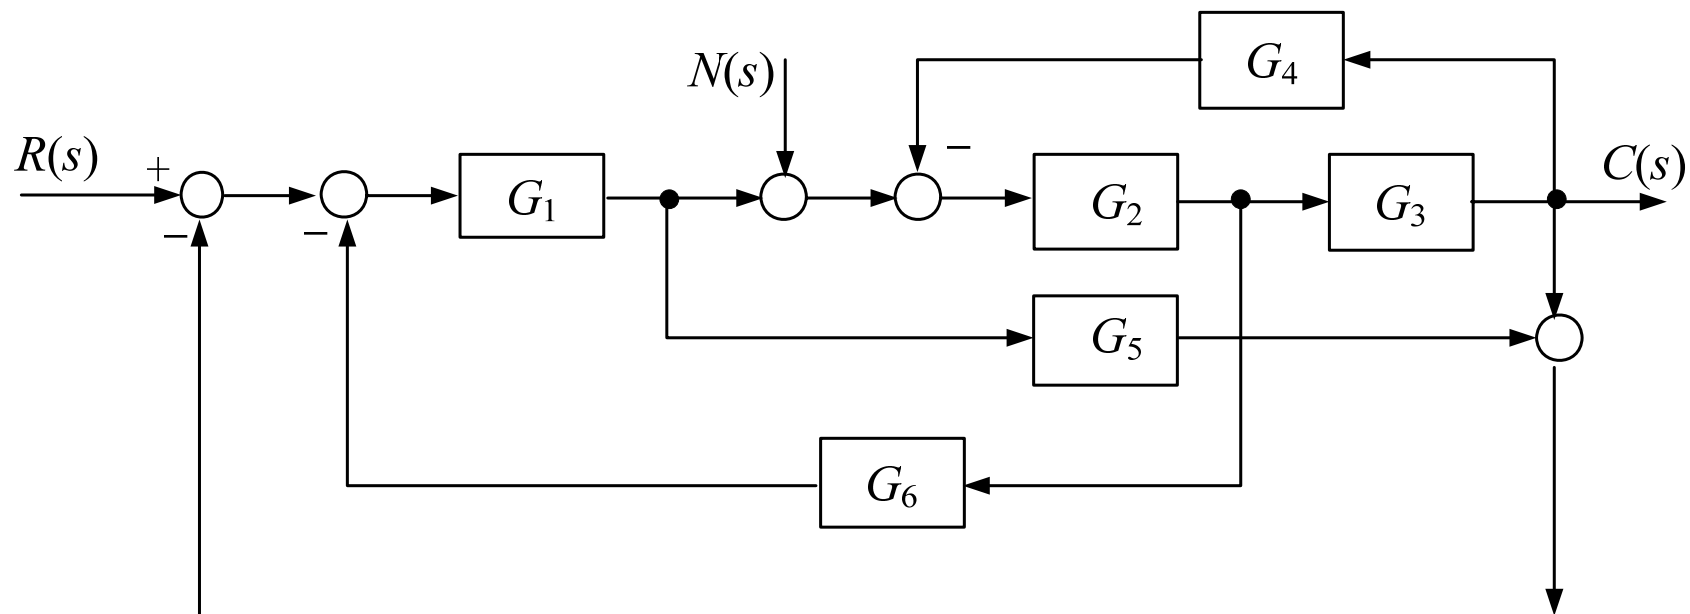 G₄
N(s)
R(s)
+
−
C(s)
G₁
G₂
G₃
−
−
G₅
G₆